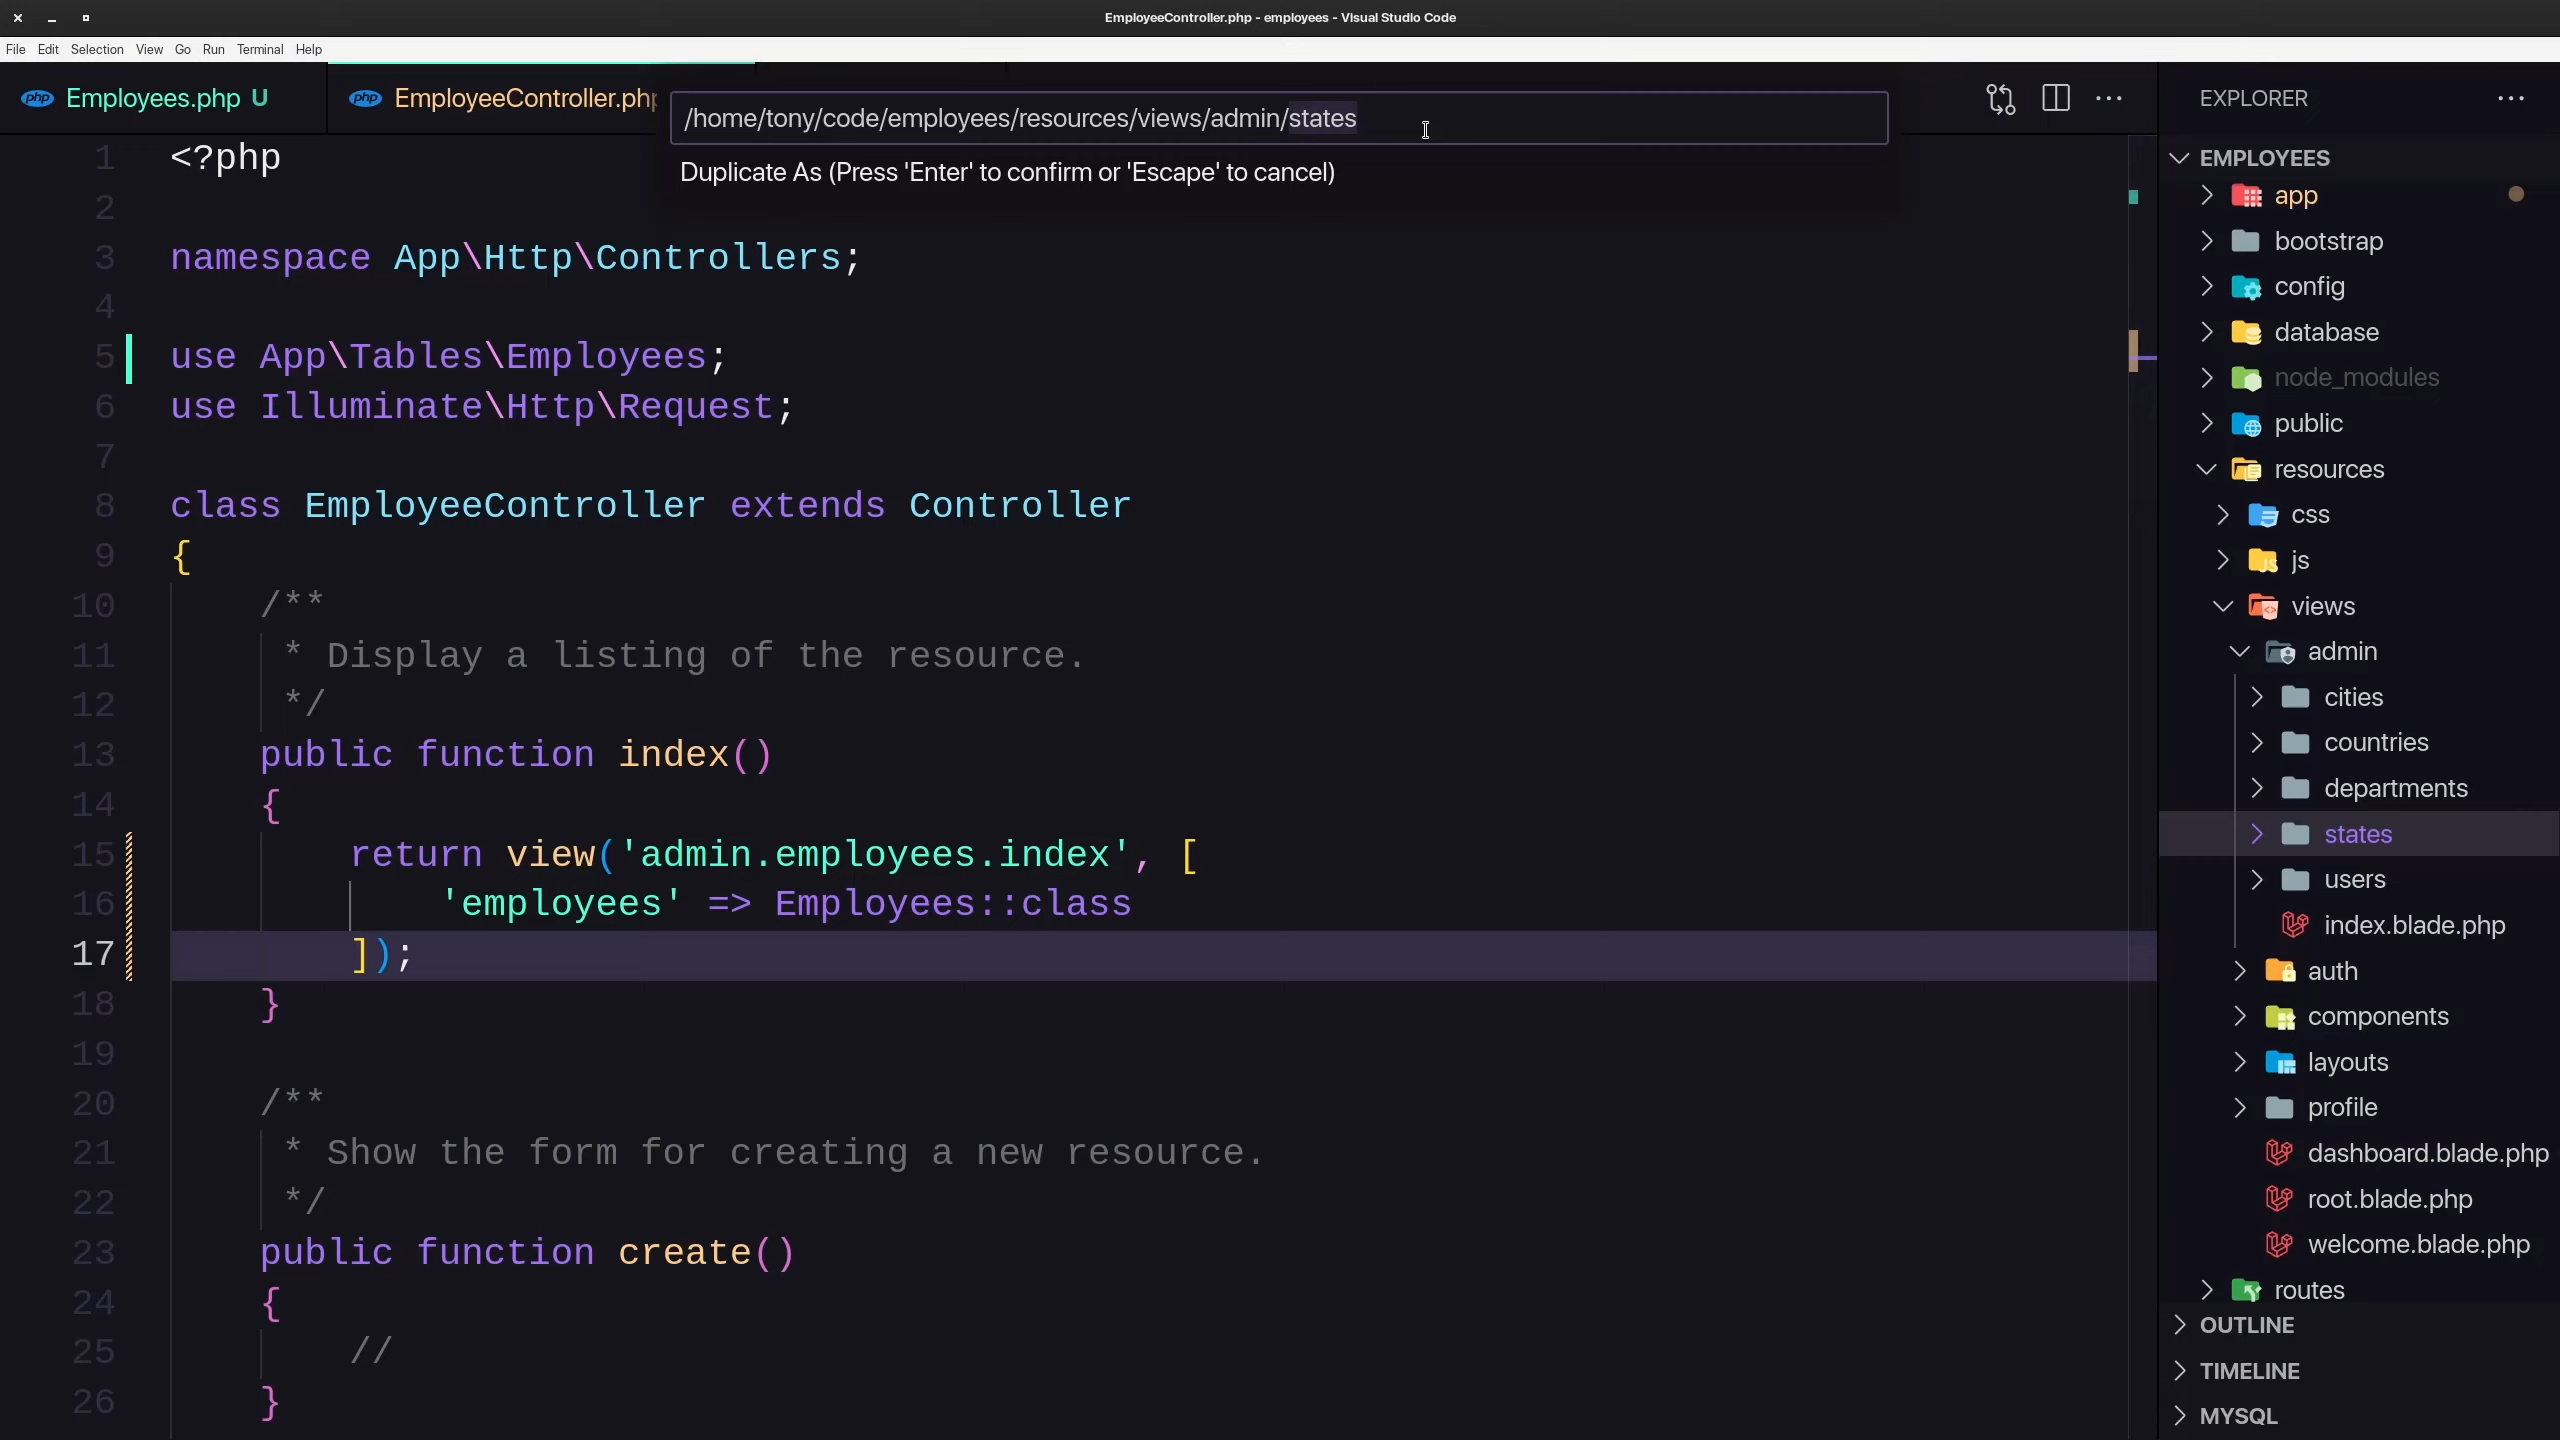 EmployeeController.php - employees - Visual Studio Code
File Edit Selection View Go Run Terminal Help
php Employees.php U
php EmployeeController.php
/home/tony/code/employees/resources/views/admin/states
Duplicate As (Press 'Enter' to confirm or 'Escape' to cancel)
1 <?php
2
3 namespace App\Http\Controllers;
4
5 use App\Tables\Employees;
6 use Illuminate\Http\Request;
7
8 class EmployeeController extends Controller
9 {
10 /**
11 * Display a listing of the resource.
12 */
13 public function index()
14 {
15 return view('admin.employees.index', [
16 'employees' => Employees::class
17 ]);
18 }
19
20 /**
21 * Show the form for creating a new resource.
22 */
23 public function create()
24 {
25 //
26 }
EXPLORER
EMPLOYEES
app
bootstrap
config
database
node_modules
public
resources
css
js
views
admin
cities
countries
departments
states
users
index.blade.php
auth
components
layouts
profile
dashboard.blade.php
root.blade.php
welcome.blade.php
routes
OUTLINE
TIMELINE
MYSQL